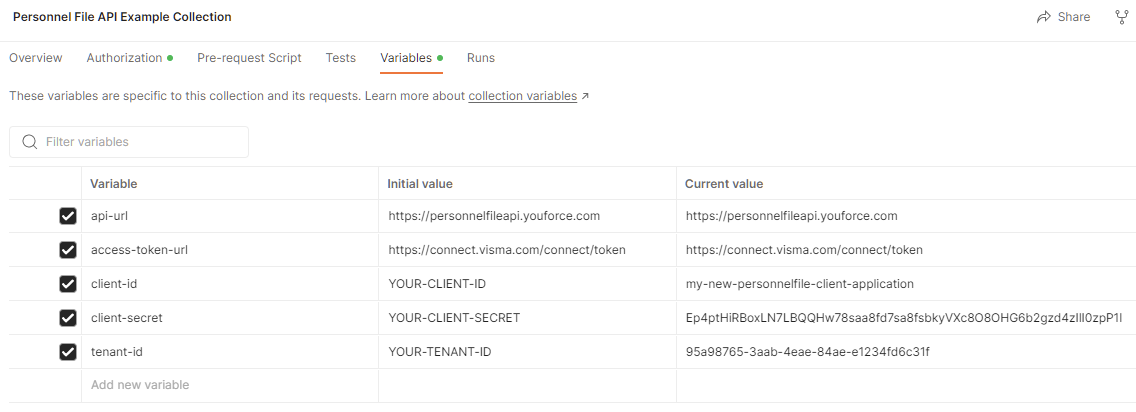 Personnel File API Example Collection
Share
Overview Authorization Pre-request Script Tests Variables Runs
These variables are specific to this collection and its requests. Learn more about collection variables ↗
Filter variables
Variable Initial value Current value
api-url https://personnelfileapi.youforce.com https://personnelfileapi.youforce.com
access-token-url https://connect.visma.com/connect/token https://connect.visma.com/connect/token
client-id YOUR-CLIENT-ID my-new-personnelfile-client-application
client-secret YOUR-CLIENT-SECRET Ep4ptHiRBoxLN7LBQQHw78saa8fd7sa8fsbkyVXc8O8OHG6b2gzd4zIII0zpP1I
tenant-id YOUR-TENANT-ID 95a98765-3aab-4eae-84ae-e1234fd6c31f
Add new variable